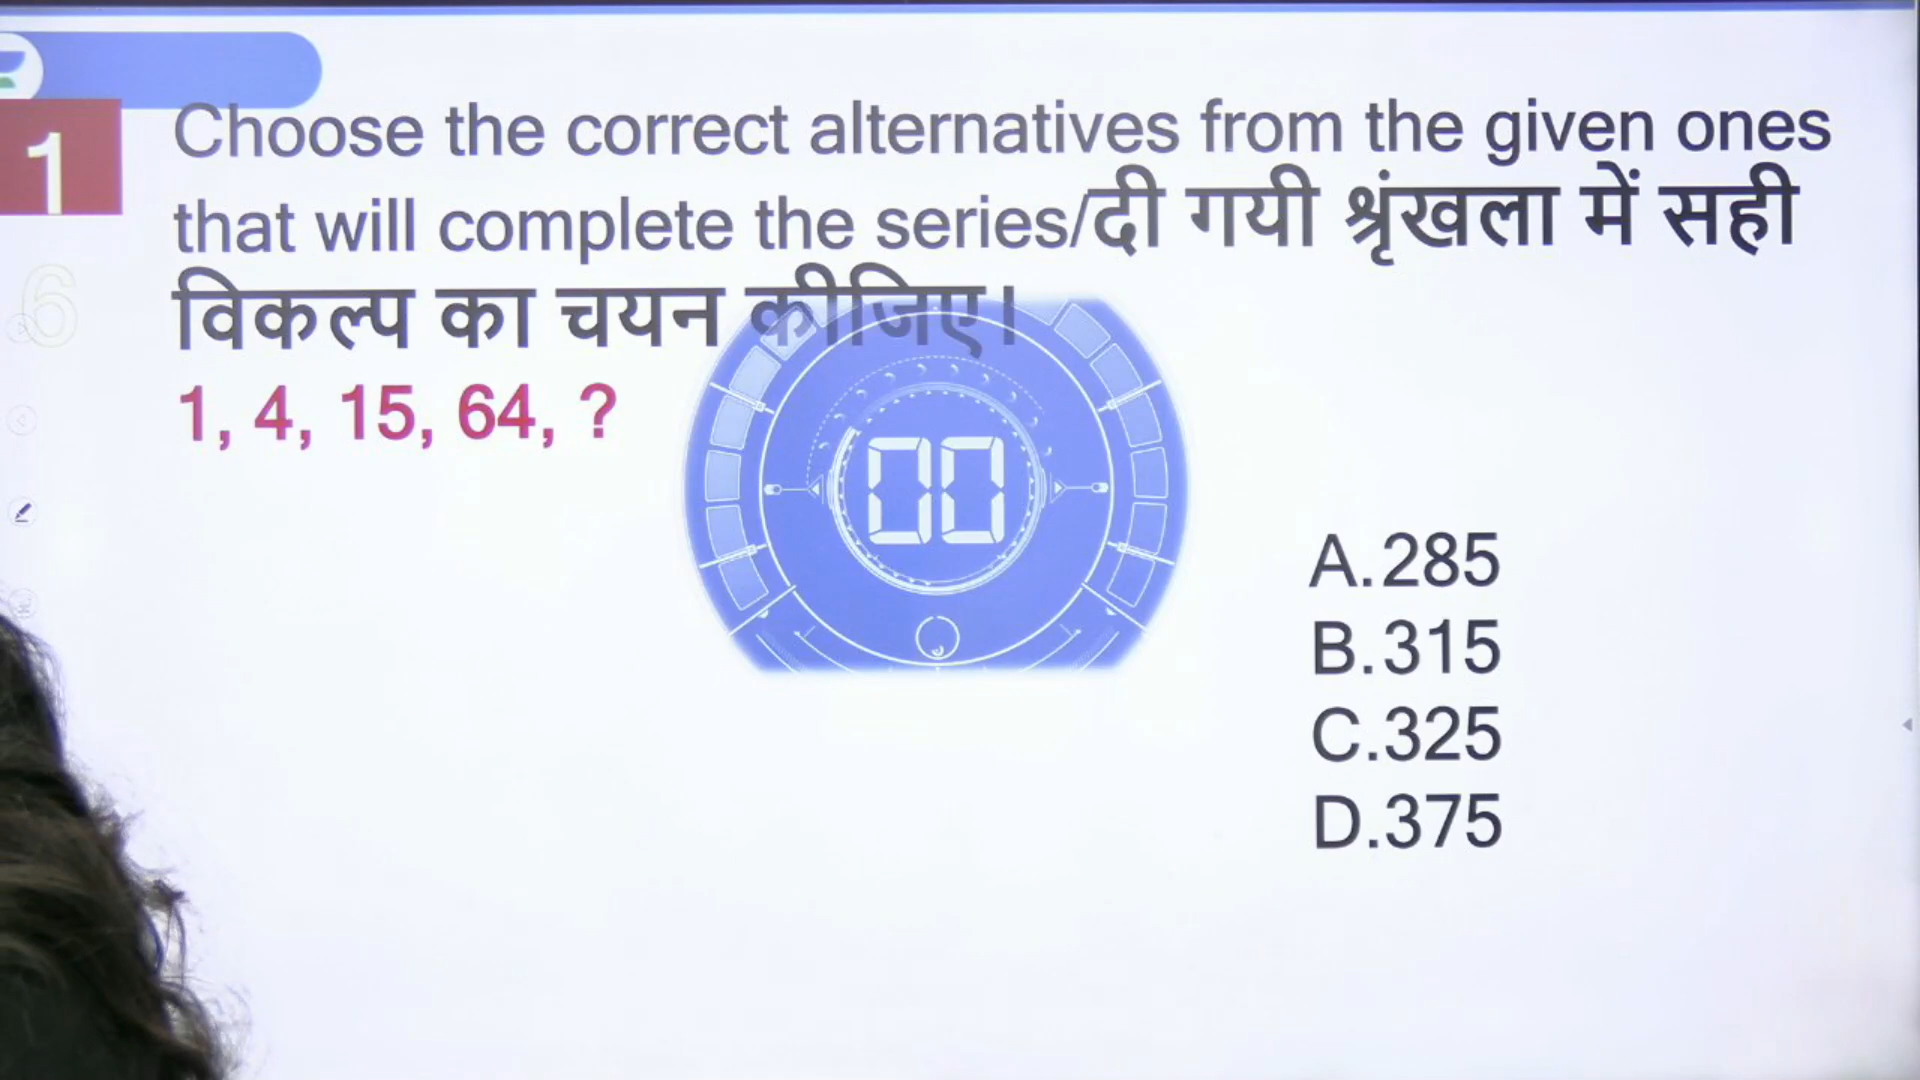 1
Choose the correct alternatives from the given ones
that will complete the series/दी गयी श्रृंखला में सही
विकल्प का चयन कीजिए।
6
1, 4, 15, 64, ?
00
A.285
B.315
C.325
D.375